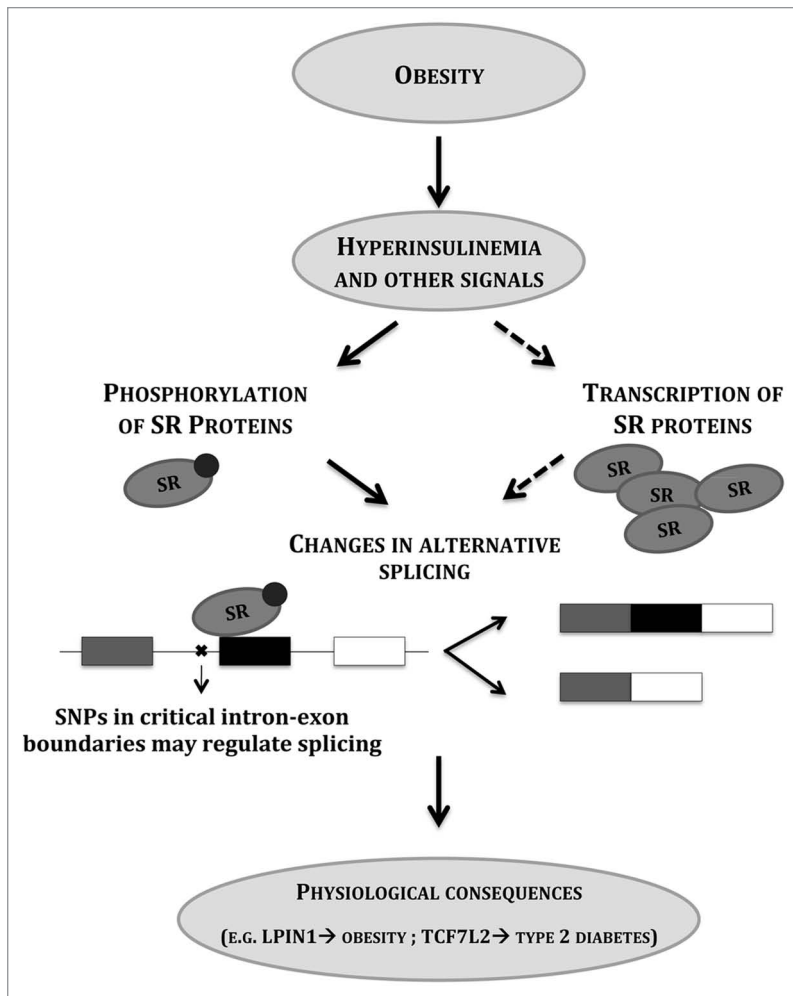 OBESITY
HYPERINSULINEMIA
AND OTHER SIGNALS
PHOSPHORYLATION
OF SR PROTEINS
SR
TRANSCRIPTION OF
SR PROTEINS
SR
SR
SR
SR
CHANGES IN ALTERNATIVE
SPLICING
SR
SNPs in critical intron-exon
boundaries may regulate splicing
PHYSIOLOGICAL CONSEQUENCES
(E.G. LPIN1→ OBESITY ; TCF7L2→ TYPE 2 DIABETES)